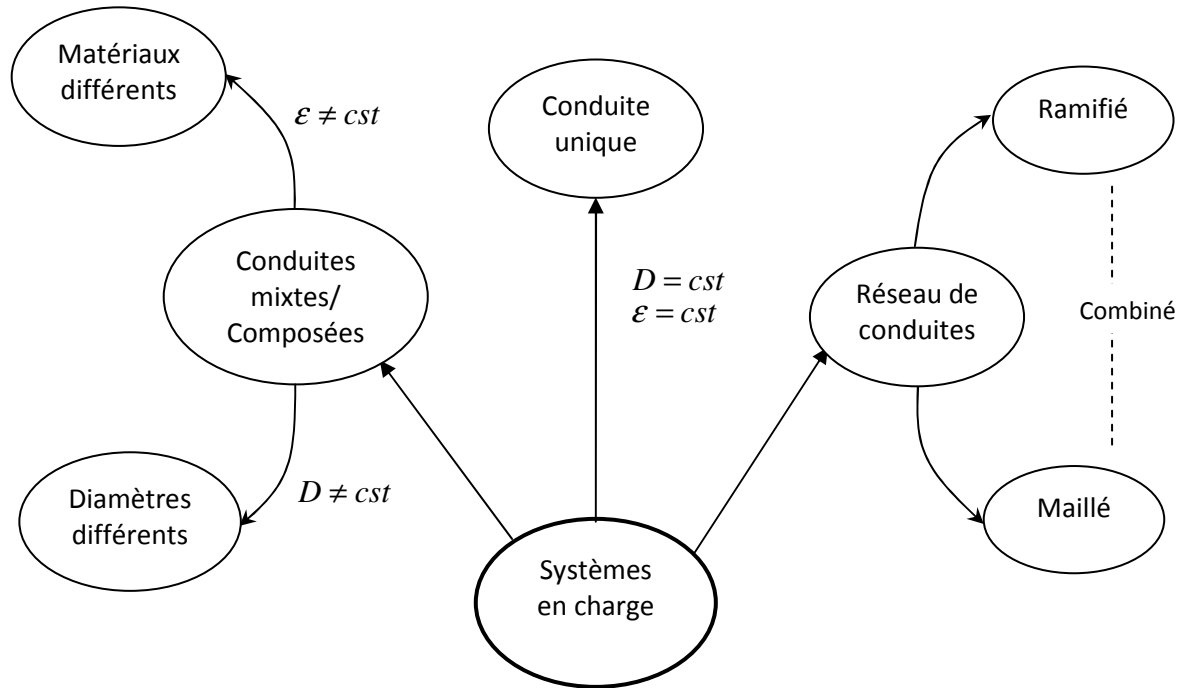 Matériaux
différents
ε ≠ cst
Conduite
unique
Ramifié
Conduites
mixtes/
Composées
D = cst
ε = cst
Réseau de
conduites
Combiné
Diamètres
différents
D ≠ cst
Maillé
Systèmes
en charge